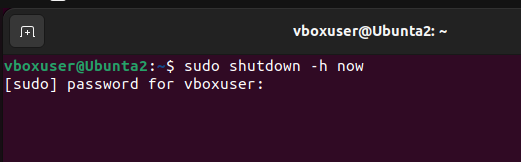 vboxuser@Ubunta2: ~
vboxuser@Ubunta2:~$ sudo shutdown -h now
[sudo] password for vboxuser: